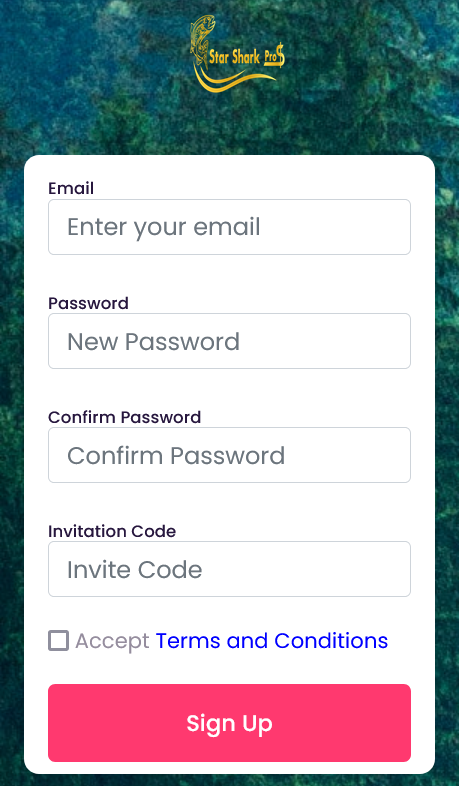 Star Shark Pro$
Email
Enter your email
Password
New Password
Confirm Password
Confirm Password
Invitation Code
Invite Code
Accept Terms and Conditions
Sign Up